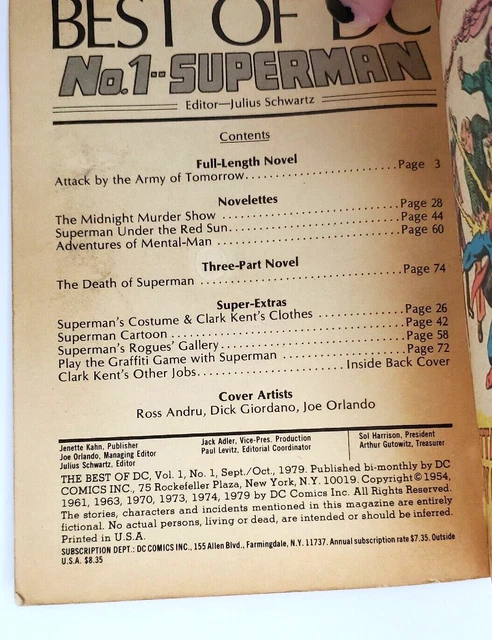 BEST OF DC
No.1--SUPERMAN
Editor—Julius Schwartz
Contents
Full-Length Novel
Attack by the Army of Tomorrow..........................Page 3
Novelettes
The Midnight Murder Show ..........................Page 28
Superman Under the Red Sun..........................Page 44
Adventures of Mental-Man ..........................Page 60
Three-Part Novel
The Death of Superman ..........................Page 74
Super-Extras
Superman's Costume & Clark Kent's Clothes ..............Page 26
Superman Cartoon..........................Page 42
Superman's Rogues' Gallery..........................Page 58
Play the Graffiti Game with Superman ..................Page 72
Clark Kent's Other Jobs..........................Inside Back Cover
Cover Artists
Ross Andru, Dick Giordano, Joe Orlando
Jenette Kahn, Publisher
Joe Orlando, Managing Editor
Julius Schwartz, Editor
Jack Adler, Vice-Pres. Production
Paul Levitz, Editorial Coordinator
Sol Harrison, President
Arthur Gutowitz, Treasurer
THE BEST OF DC, Vol. 1, No. 1, Sept./Oct., 1979. Published bi-monthly by DC
COMICS INC., 75 Rockefeller Plaza, New York, N.Y. 10019. Copyright © 1954,
1961, 1963, 1970, 1973, 1974, 1979 by DC Comics Inc. All Rights Reserved.
The stories, characters and incidents mentioned in this magazine are entirely
fictional. No actual persons, living or dead, are intended or should be inferred.
Printed in U.S.A.
SUBSCRIPTION DEPT.: DC COMICS INC., 155 Allen Blvd., Farmingdale, N.Y. 11737. Annual subscription rate $7.35. Outside
U.S.A. $8.35